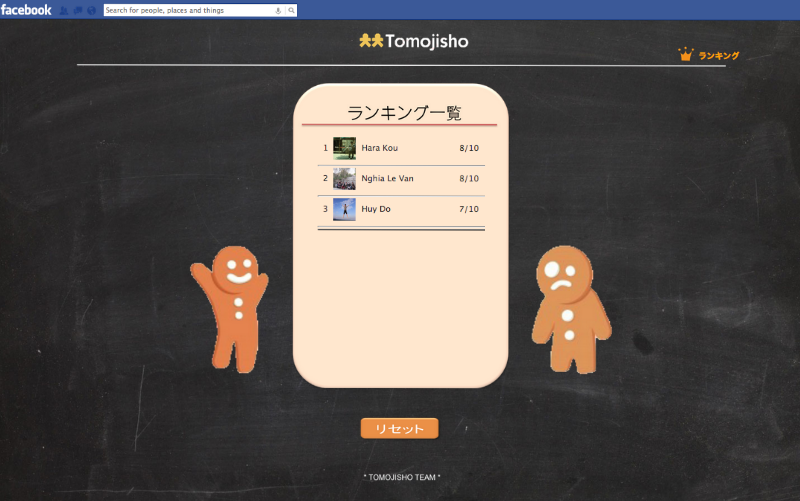 facebook
Search for people, places and things
Tomojisho
ランキング
ランキング一覧
1 Hara Kou 8/10
2 Nghia Le Van 8/10
3 Huy Do 7/10
リセット
* TOMOJISHO TEAM *